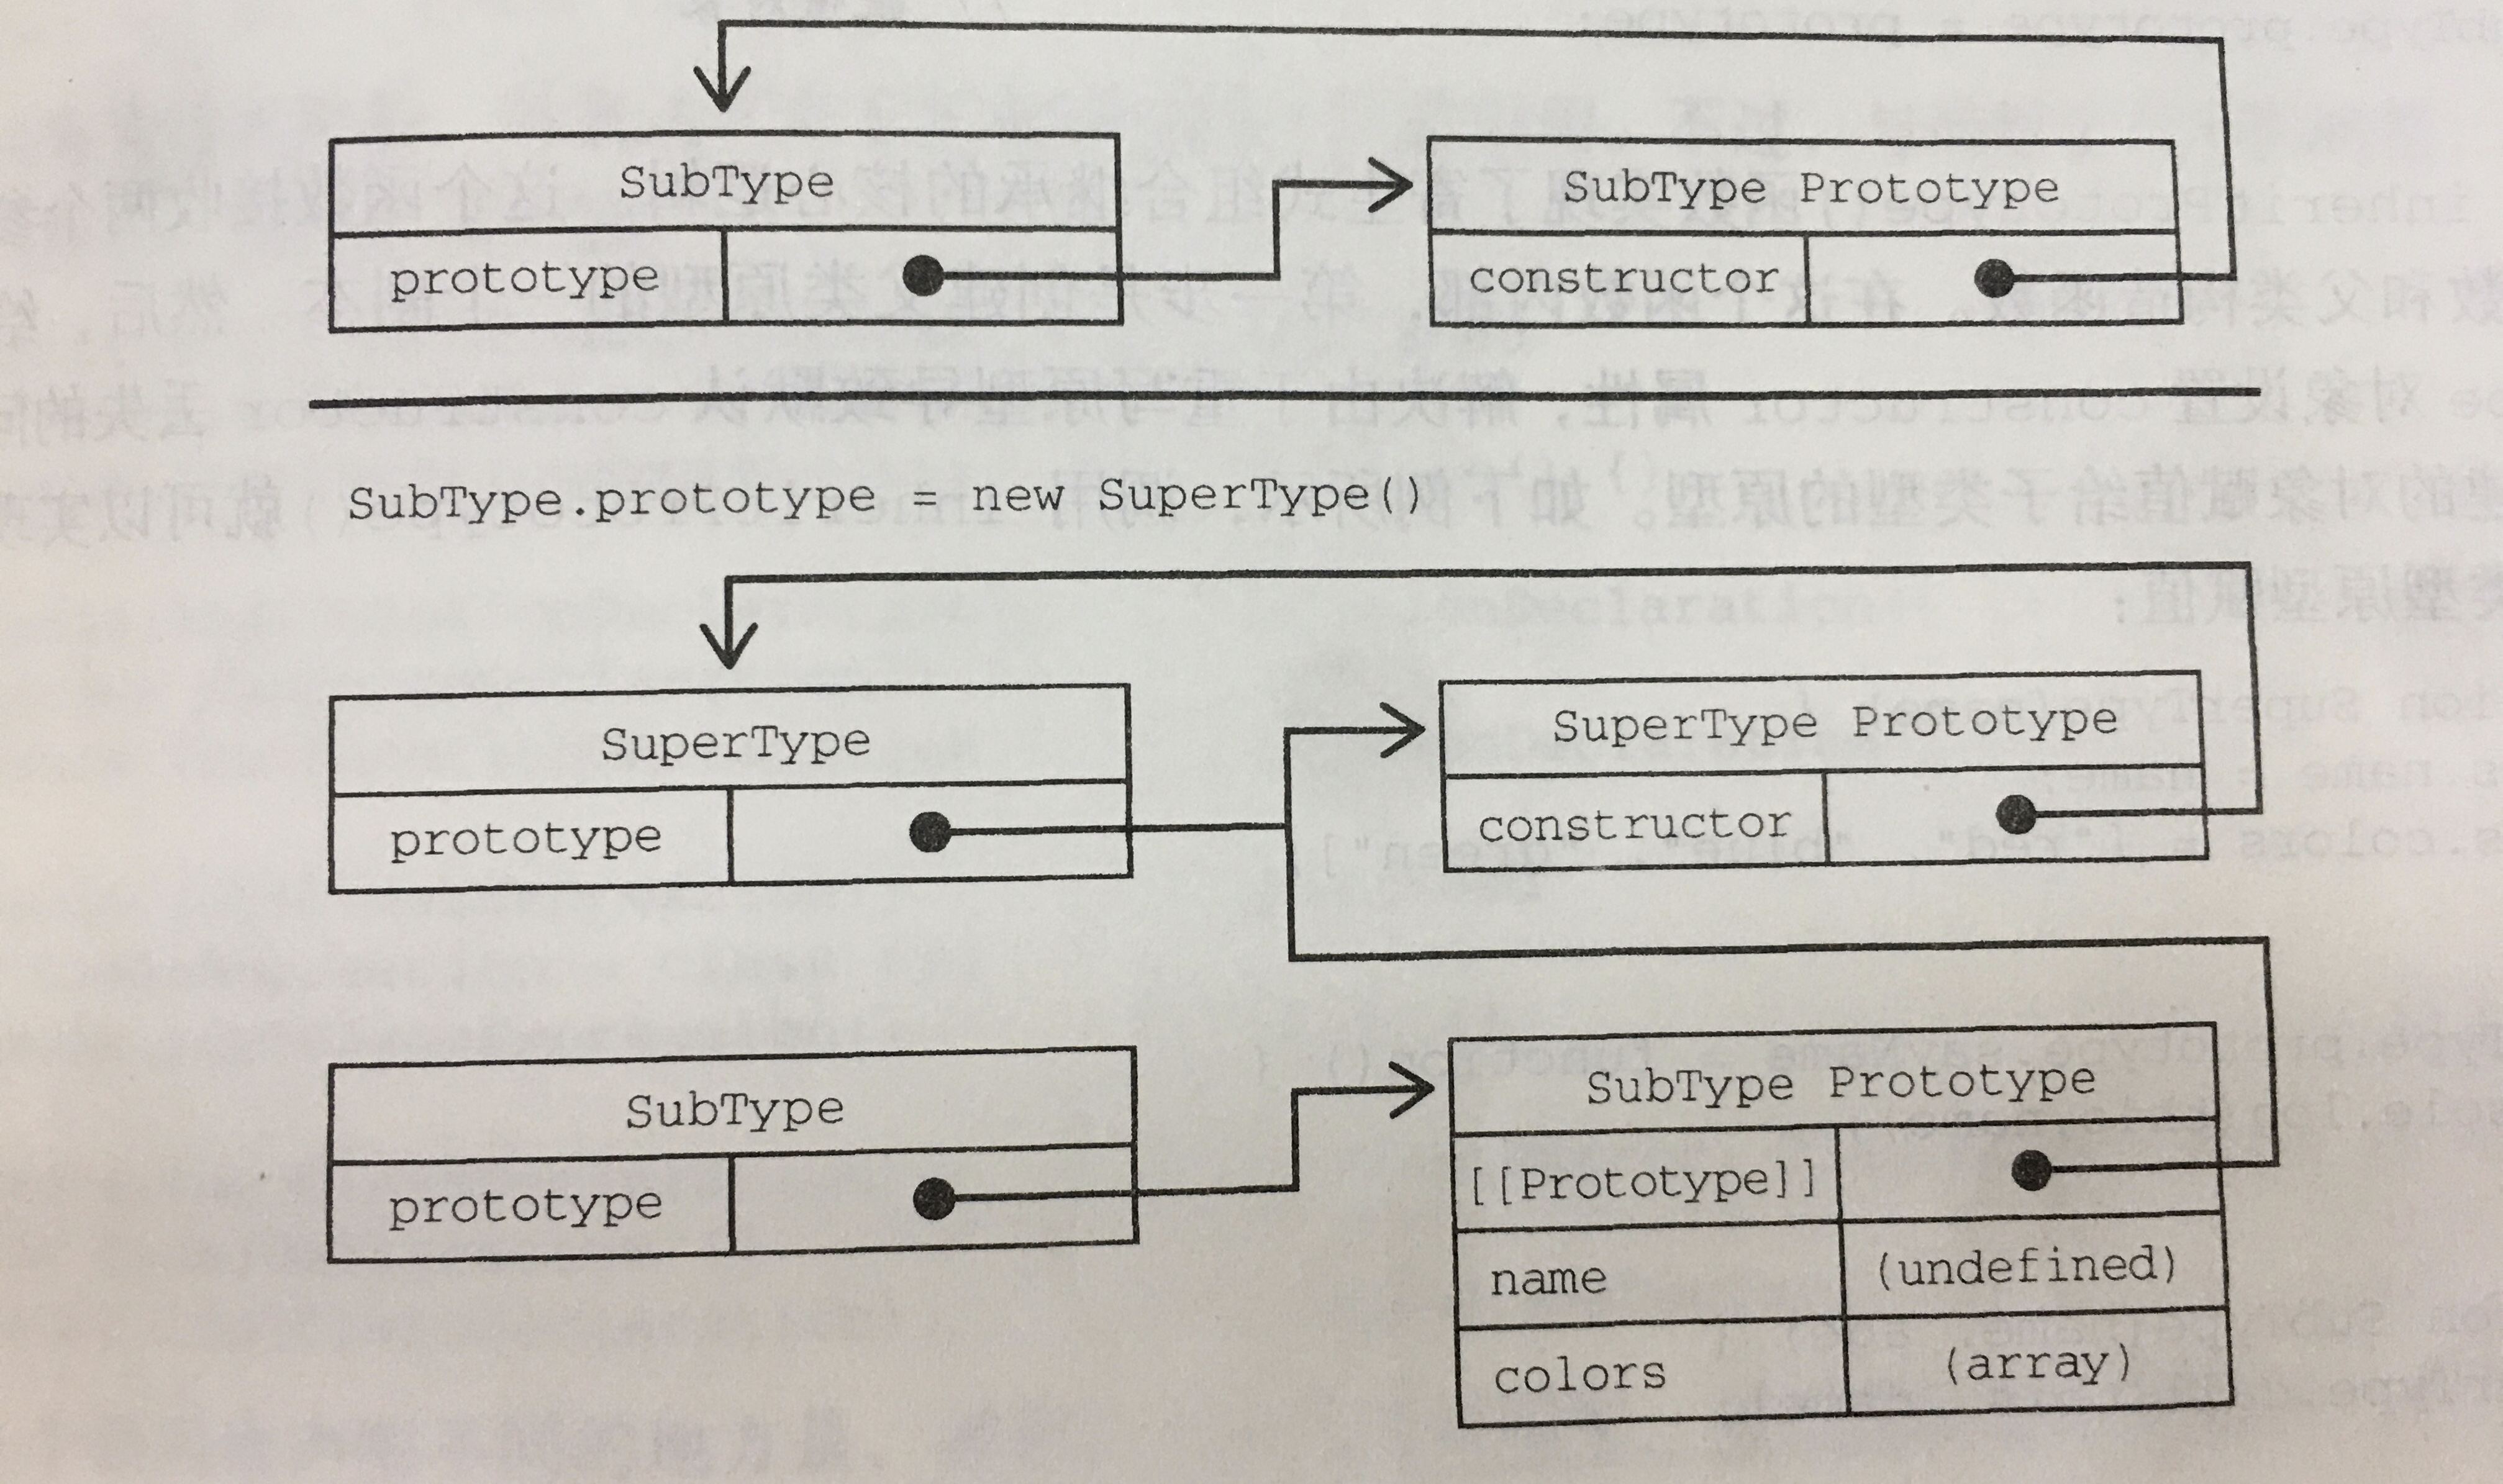 SubType
SubType Prototype
prototype
constructor
SubType.prototype = new SuperType()
SuperType
SuperType Prototype
prototype
constructor
SubType
SubType Prototype
prototype
[[Prototype]]
name
(undefined)
colors
(array)